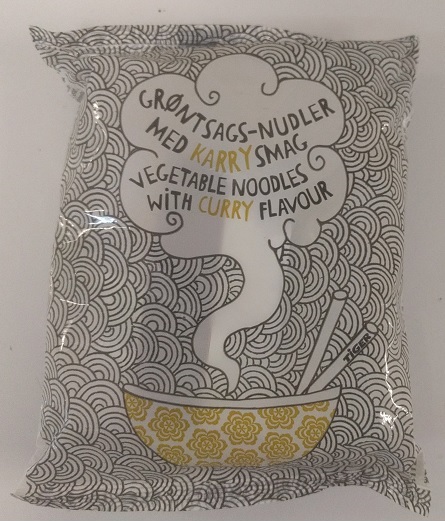 GRØNTSAGS-NUDLER
MED KARRY SMAG
VEGETABLE NOODLES
WiTH CURRY FLAVOUR
TiGER